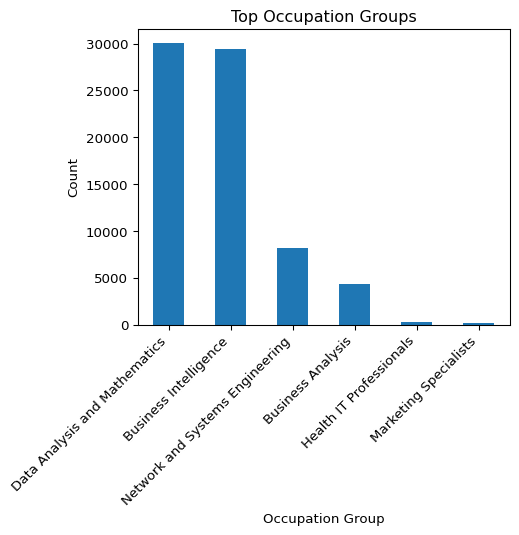 Top Occupation Groups
30000
25000
20000
15000
10000
5000
0
Count
Data Analysis and Mathematics
Business Intelligence
Network and Systems Engineering
Business Analysis
Health IT Professionals
Marketing Specialists
Occupation Group